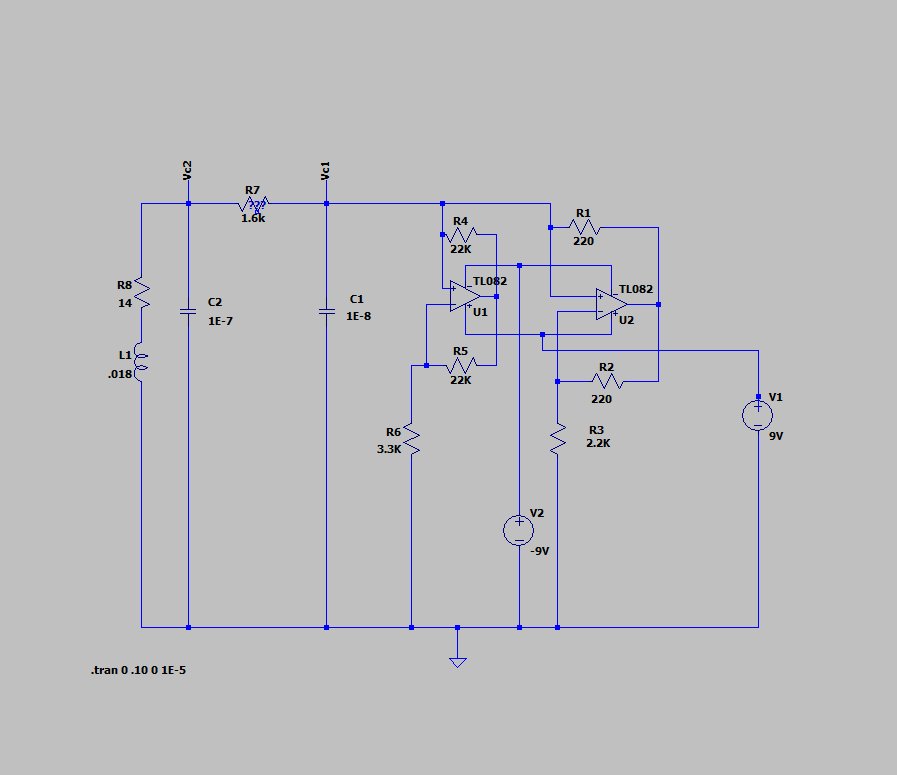 Vc2
Vc1
R7
1.6k
R4
22K
R1
220
TL082
U1
TL082
U2
R8
14
C2
1E-7
C1
1E-8
L1
.018
R5
22K
R2
220
V1
9V
R6
3.3K
R3
2.2K
V2
-9V
.tran 0 .10 0 1E-5